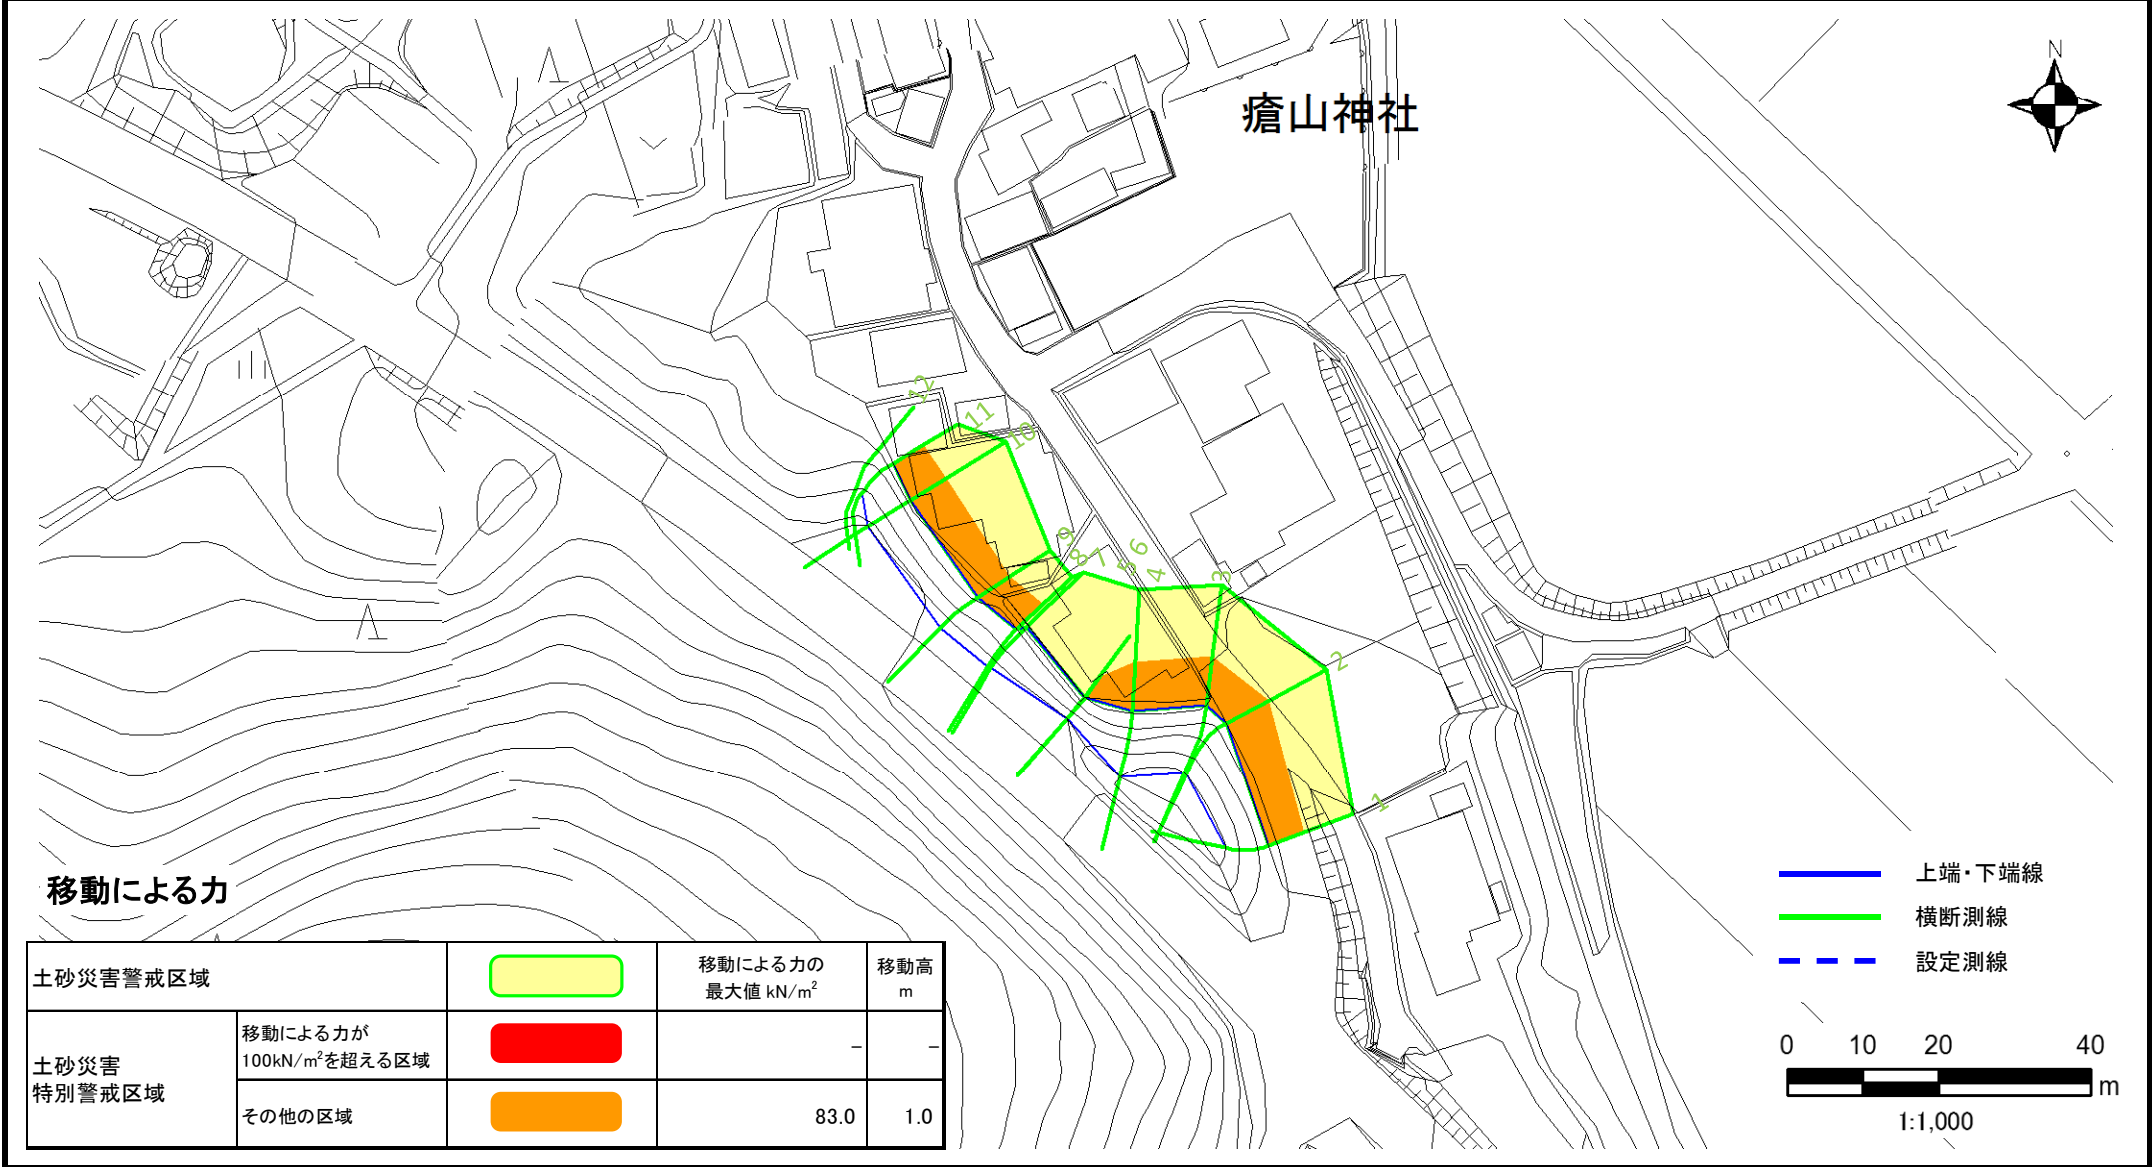 N
瘡山神社
12
11
10
9
8
7
5
6
4
3
2
1
移動による力
土砂災害警戒区域
移動による力の
最大値 kN/m²
移動高
m
土砂災害
特別警戒区域
移動による力が
100kN/m²を超える区域
－
－
その他の区域
83.0
1.0
上端・下端線
横断測線
設定測線
0 10 20 40
m
1:1,000